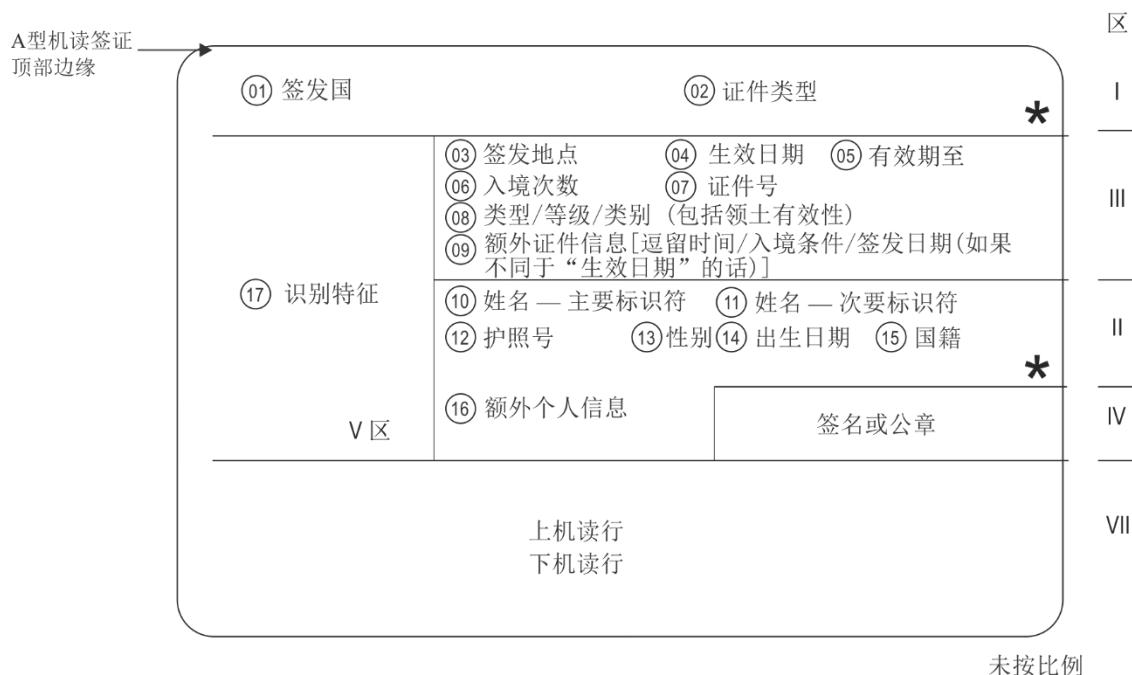 区
A型机读签证
顶部边缘
01 签发国 02 证件类型 I
*
03 签发地点 04 生效日期 05 有效期至
06 入境次数 07 证件号 III
08 类型/等级/类别 (包括领土有效性)
09 额外证件信息[逗留时间/入境条件/签发日期(如果
不同于“生效日期”的话)]
17 识别特征
10 姓名 — 主要标识符 11 姓名 — 次要标识符
II
12 护照号 13 性别 14 出生日期 15 国籍
*
16 额外个人信息
V 区 签名或公章 IV
上机读行 VII
下机读行
未按比例